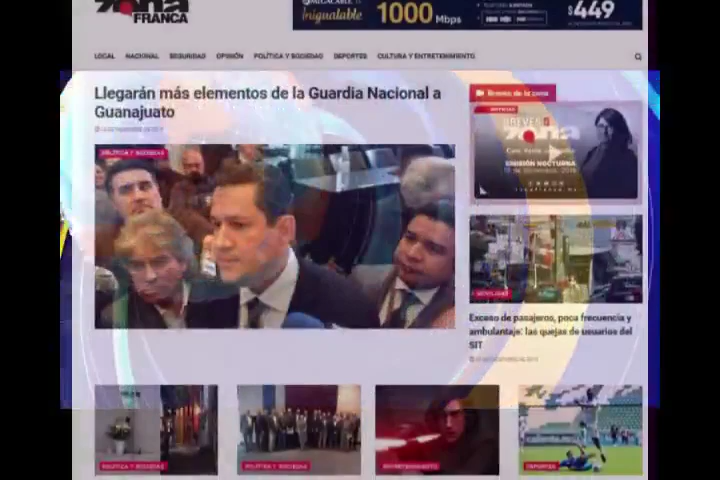 Zona
FRANCA
Inigualable
1000 Mbps
$449
LOCAL NACIONAL SEGURIDAD OPINIÓN POLÍTICA Y SOCIEDAD DEPORTES CULTURA Y ENTRETENIMIENTO
Llegarán más elementos de la Guardia Nacional a
Guanajuato
POLÍTICA Y SOCIEDAD
Breves de la zona
NOTICIAS
BREVES
zona
EMISIÓN NOCTURNA
MOVILIDAD
Exceso de pasajeros, poca frecuencia y
ambulantaje: las quejas de usuarios del
SIT
POLÍTICA Y SOCIEDAD
POLÍTICA Y SOCIEDAD
ENTRETENIMIENTO
DEPORTES